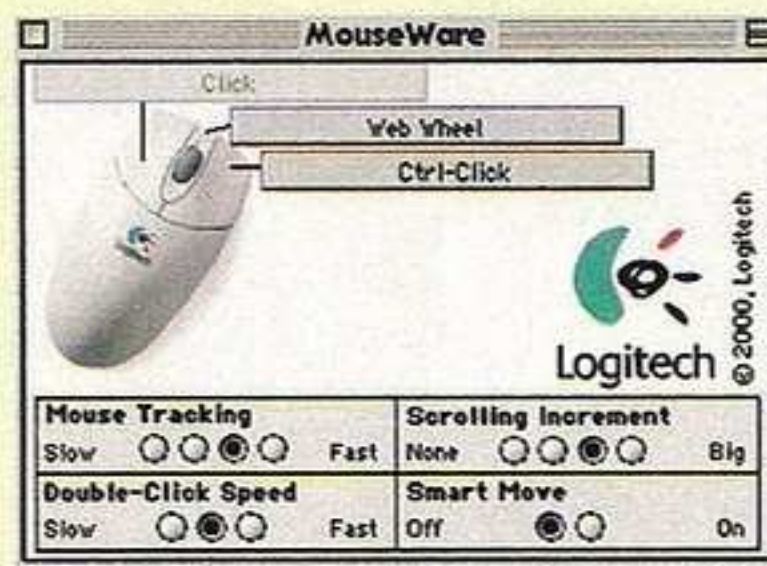 MouseWare
Click
Web Wheel
Ctrl-Click
Logitech
© 2000, Logitech
Mouse Tracking
Slow Fast
Scrolling Increment
None Big
Double-Click Speed
Slow Fast
Smart Move
Off On